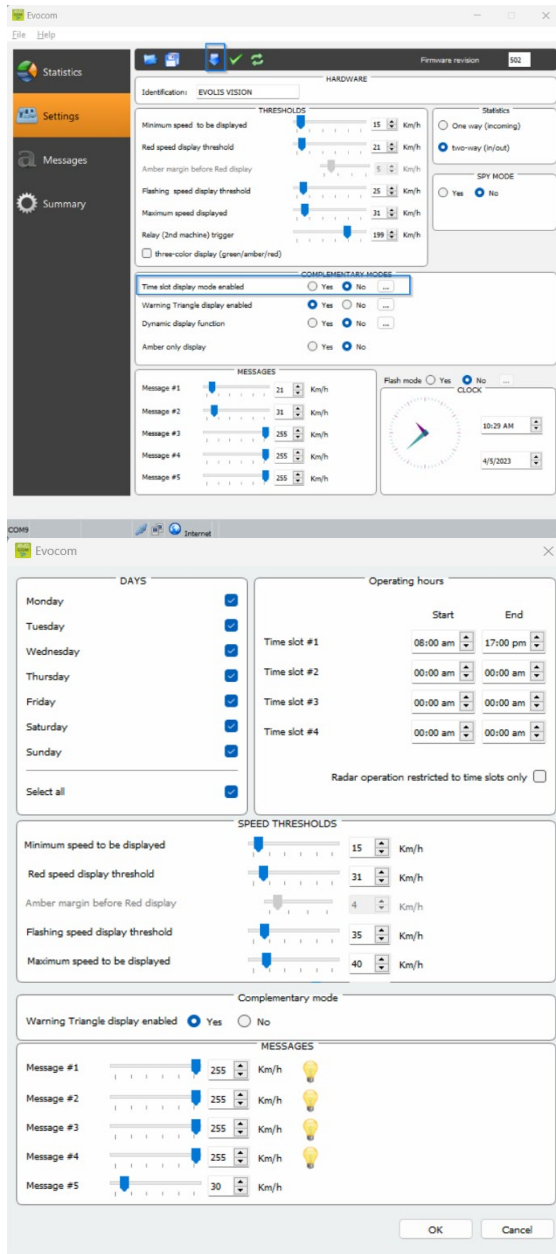 Evocom
File Help
Statistics
Settings
Messages
Summary
Firmware revision 502
HARDWARE
Identification: EVOLIS VISION
THRESHOLDS
Minimum speed to be displayed 15 Km/h
Red speed display threshold 21 Km/h
Amber margin before Red display 5 Km/h
Flashing speed display threshold 25 Km/h
Maximum speed displayed 31 Km/h
Relay (2nd machine) trigger 199 Km/h
three-color display (green/amber/red)
Statistics
One way (incoming)
two-way (in/out)
SPY MODE
Yes No
COMPLEMENTARY MODES
Time slot display mode enabled Yes No ...
Warning Triangle display enabled Yes No ...
Dynamic display function Yes No ...
Amber only display Yes No
MESSAGES
Message #1 21 Km/h
Message #2 31 Km/h
Message #3 255 Km/h
Message #4 255 Km/h
Message #5 255 Km/h
Flash mode Yes No ...
CLOCK
10:29 AM
4/5/2023
COM9 Internet
Evocom
DAYS
Monday
Tuesday
Wednesday
Thursday
Friday
Saturday
Sunday
Select all
Operating hours
Start End
Time slot #1 08:00 am 17:00 pm
Time slot #2 00:00 am 00:00 am
Time slot #3 00:00 am 00:00 am
Time slot #4 00:00 am 00:00 am
Radar operation restricted to time slots only
SPEED THRESHOLDS
Minimum speed to be displayed 15 Km/h
Red speed display threshold 31 Km/h
Amber margin before Red display 4 Km/h
Flashing speed display threshold 35 Km/h
Maximum speed to be displayed 40 Km/h
Complementary mode
Warning Triangle display enabled Yes No
MESSAGES
Message #1 255 Km/h
Message #2 255 Km/h
Message #3 255 Km/h
Message #4 255 Km/h
Message #5 30 Km/h
OK Cancel